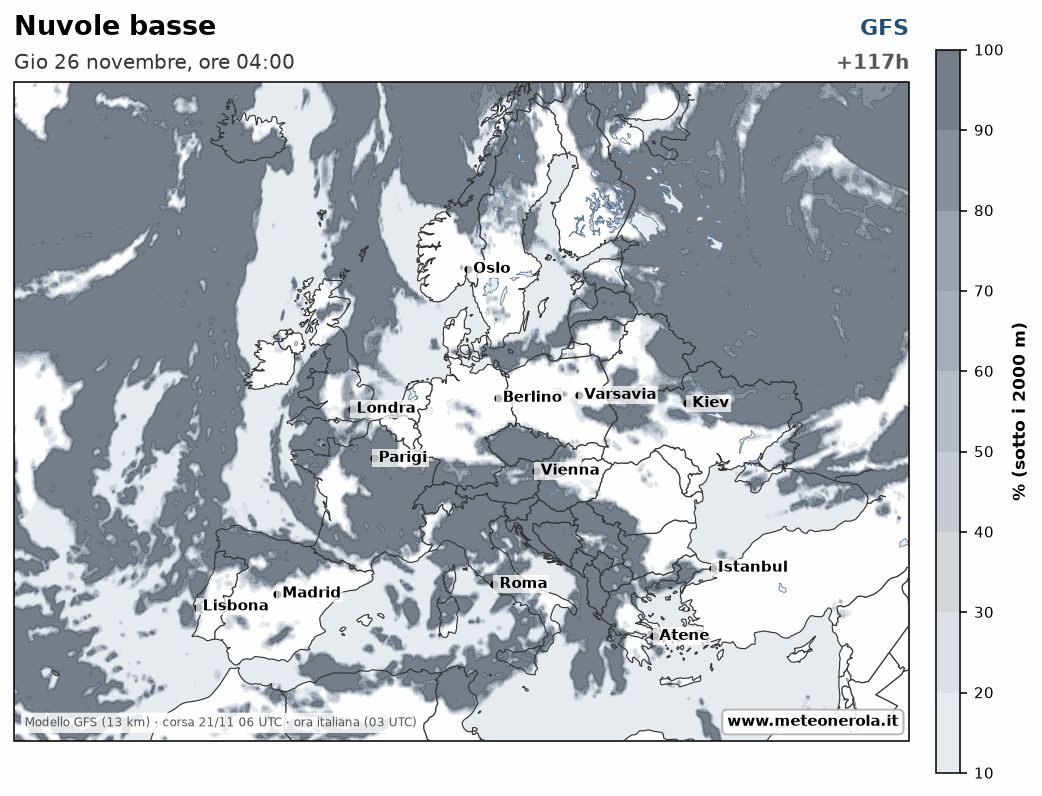 Nuvole basse
GFS
Gio 26 novembre, ore 04:00
+117h
100
90
80
70
60
50
40
30
20
10
% (sotto i 2000 m)
Oslo
Londra
Berlino
Varsavia
Kiev
Parigi
Vienna
Istanbul
Roma
Madrid
Lisbona
Atene
Modello GFS (13 km) · corsa 21/11 06 UTC · ora italiana (03 UTC)
www.meteonerola.it